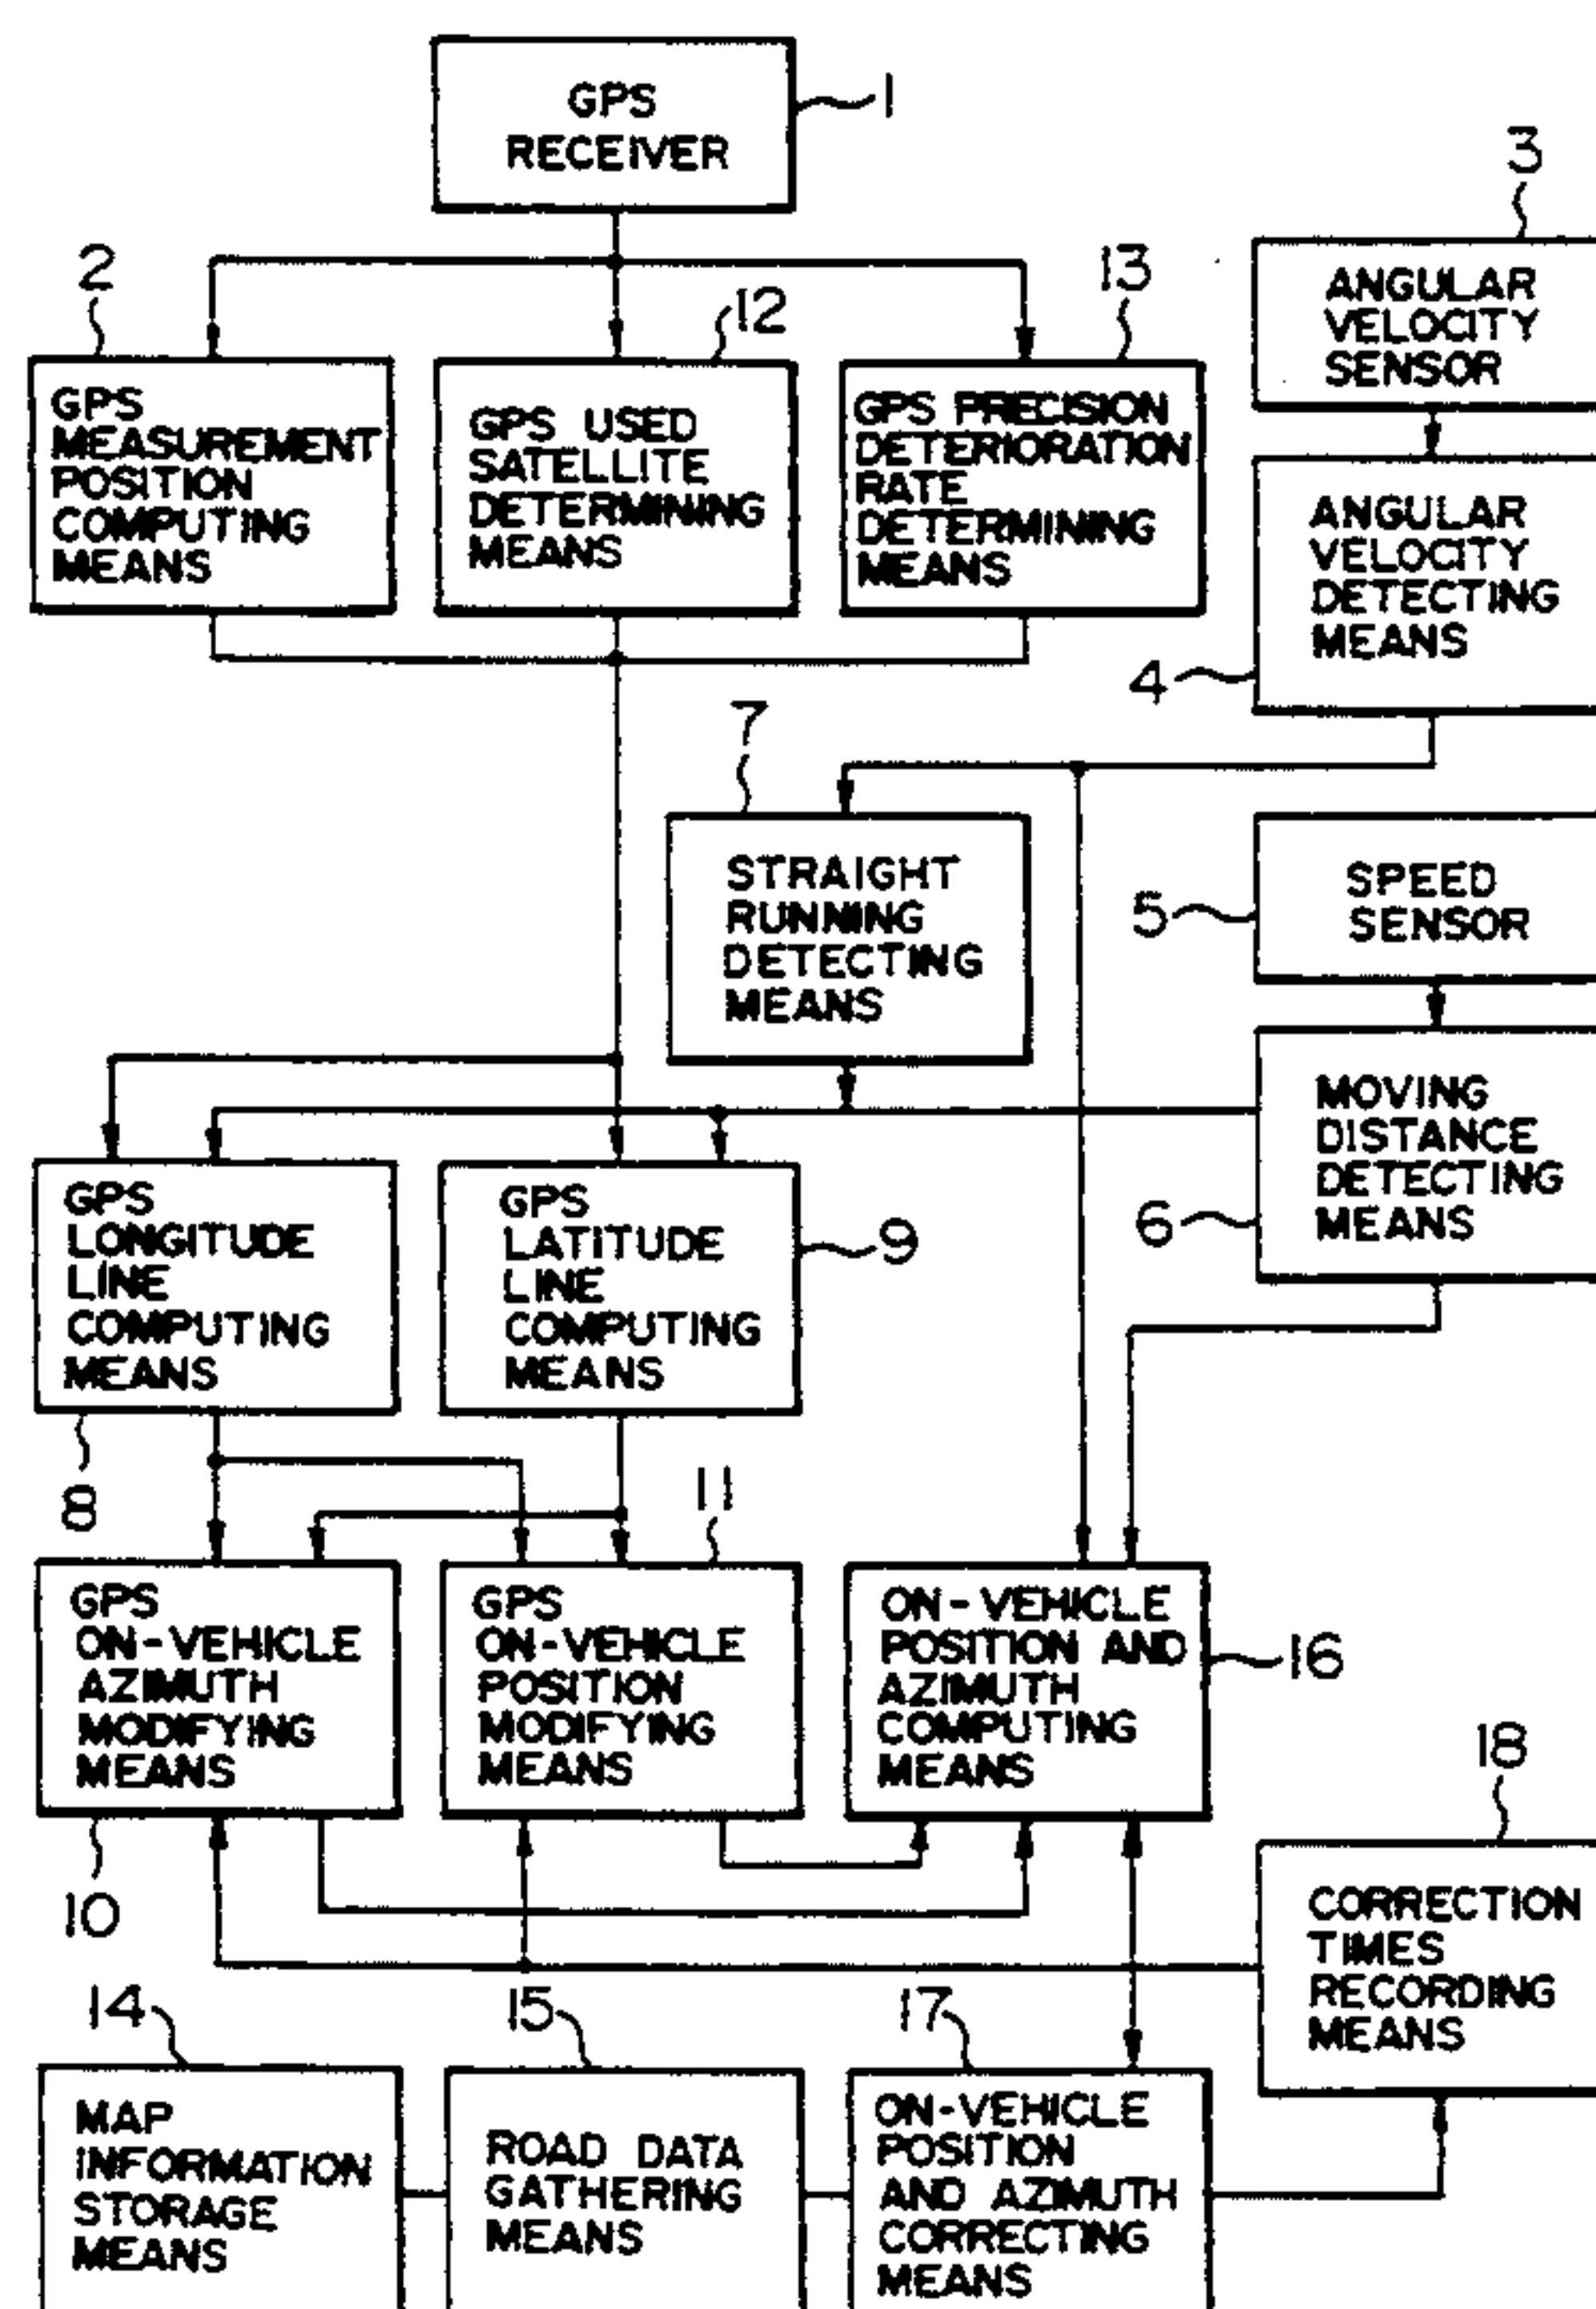 GPS
RECEIVER
1
3
ANGULAR
VELOCITY
SENSOR
2
GPS
MEASUREMENT
POSITION
COMPUTING
MEANS
12
GPS USED
SATELLITE
DETERMINING
MEANS
13
GPS PRECISION
DETERIORATION
RATE
DETERMINING
MEANS
ANGULAR
VELOCITY
DETECTING
MEANS
4
7
STRAIGHT
RUNNING
DETECTING
MEANS
5
SPEED
SENSOR
MOVING
DISTANCE
DETECTING
MEANS
6
GPS
LONGITUDE
LINE
COMPUTING
MEANS
8
GPS
LATITUDE
LINE
COMPUTING
MEANS
9
GPS
ON-VEHICLE
AZIMUTH
MODIFYING
MEANS
10
11
GPS
ON-VEHICLE
POSITION
MODIFYING
MEANS
ON-VEHICLE
POSITION AND
AZIMUTH
COMPUTING
MEANS
16
18
CORRECTION
TIMES
RECORDING
MEANS
14
MAP
INFORMATION
STORAGE
MEANS
15
ROAD DATA
GATHERING
MEANS
17
ON-VEHICLE
POSITION
AND AZIMUTH
CORRECTING
MEANS